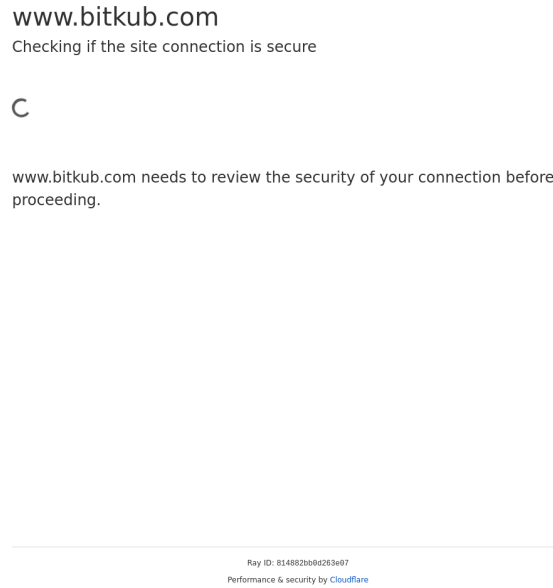 www.bitkub.com
Checking if the site connection is secure
www.bitkub.com needs to review the security of your connection before
proceeding.
Ray ID: 814882bb0d263e07
Performance & security by Cloudflare